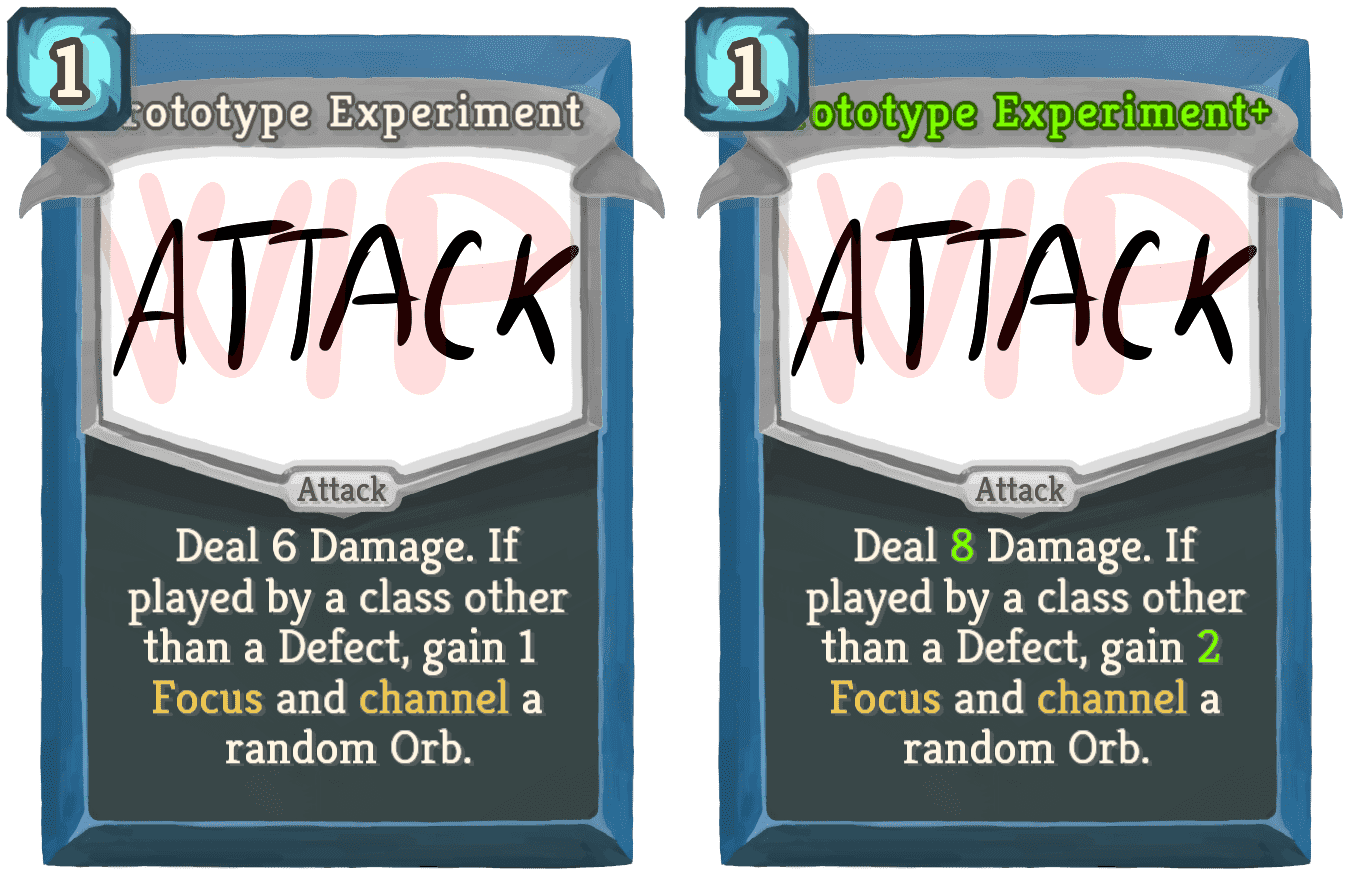 1
rototype Experiment
WIP
ATTACK
Attack
Deal 6 Damage. If
played by a class other
than a Defect, gain 1
Focus and channel a
random Orb.
1
ototype Experiment+
WIP
ATTACK
Attack
Deal 8 Damage. If
played by a class other
than a Defect, gain 2
Focus and channel a
random Orb.